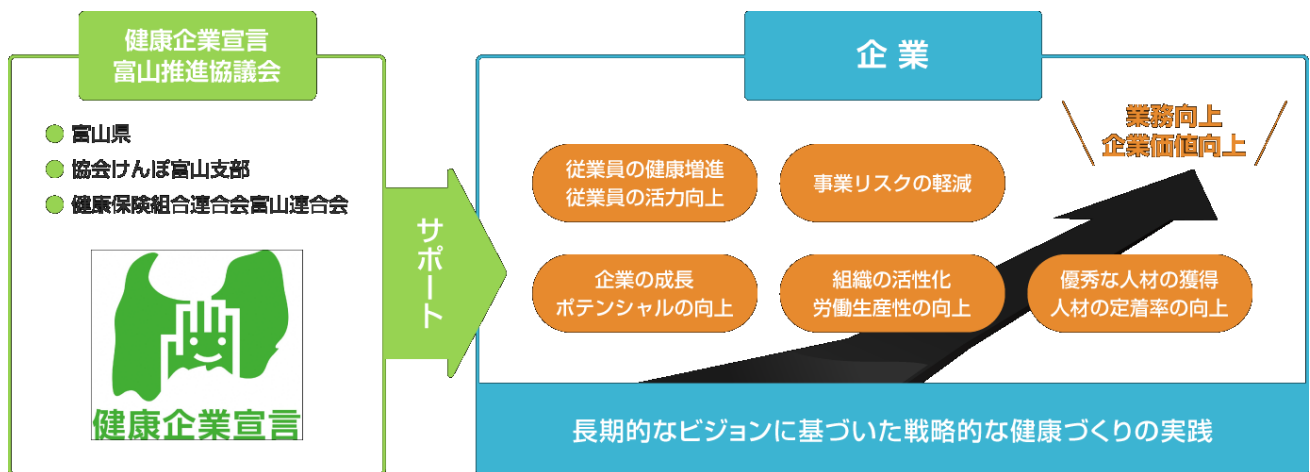 健康企業宣言
富山推進協議会
富山県
協会けんぽ富山支部
健康保険組合連合会富山連合会
健康企業宣言
サポート
企業
業務向上
企業価値向上
従業員の健康増進
従業員の活力向上
事業リスクの軽減
企業の成長
ポテンシャルの向上
組織の活性化
労働生産性の向上
優秀な人材の獲得
人材の定着率の向上
長期的なビジョンに基づいた戦略的な健康づくりの実践